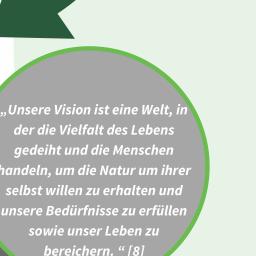 „Unsere Vision ist eine Welt, in
der die Vielfalt des Lebens
gedeiht und die Menschen
handeln, um die Natur um ihrer
selbst willen zu erhalten und
unsere Bedürfnisse zu erfüllen
sowie unser Leben zu
bereichern. “ [8]